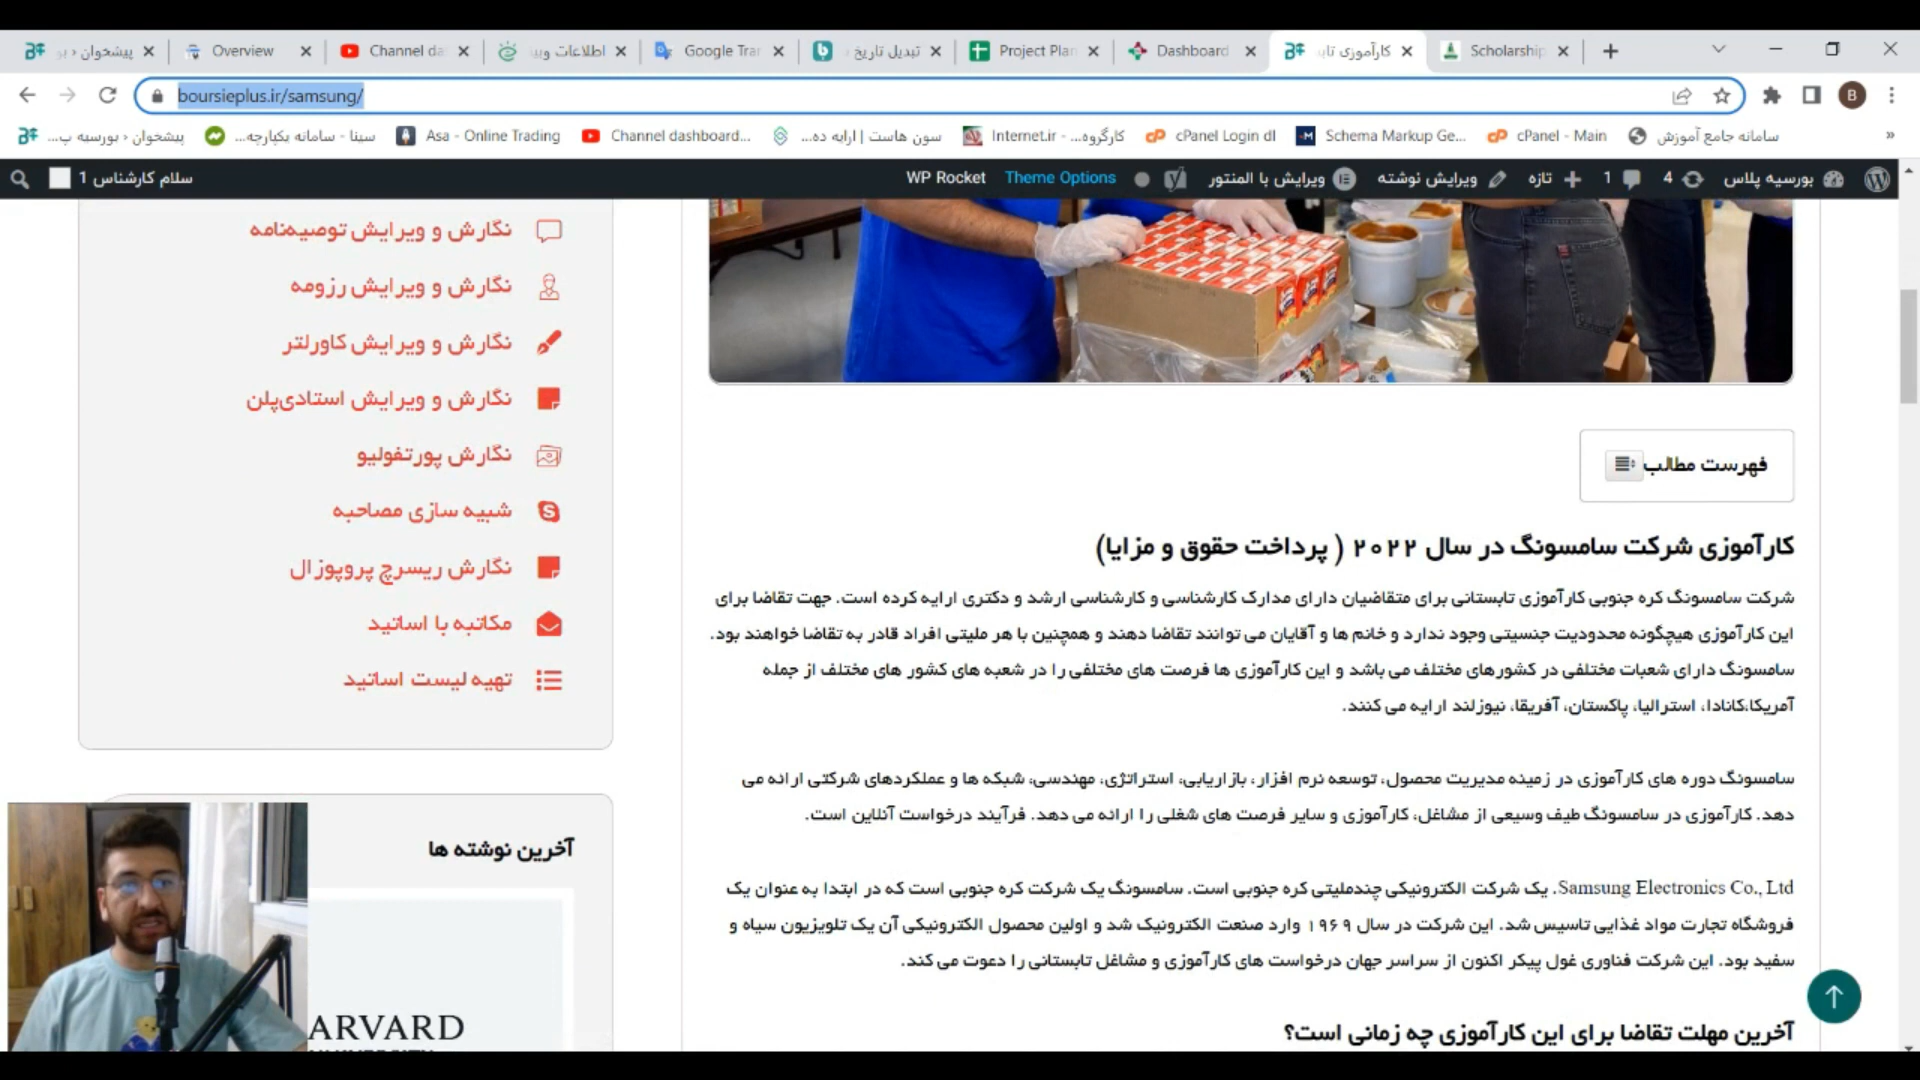 پیشخوان ‹ بو
Overview
Channel da
اطلاعات وبی
Google Tran
تبدیل تاریخ
Project Plan
Dashboard
کارآموزی تاب
Scholarship
boursieplus.ir/samsung/
B
پیشخوان ‹ بورسیه پ...
سینا - سامانه یکپارچه...
Asa - Online Trading
Channel dashboard...
سون هاست | ارایه ده...
Internet.ir - کارگروه...
cPanel Login dl
Schema Markup Ge...
cPanel - Main
سامانه جامع آموزش
»
بورسیه پلاس
4
1
تازه
ویرایش نوشته
ویرایش با المنتور
Theme Options
WP Rocket
سلام کارشناس 1
نگارش و ویرایش توصیه‌نامه
نگارش و ویرایش رزومه
نگارش و ویرایش کاورلتر
نگارش و ویرایش استادی‌پلن
نگارش پورتفولیو
شبیه سازی مصاحبه
نگارش ریسرچ پروپوزال
مکاتبه با اساتید
تهیه لیست اساتید
آخرین نوشته ها
ARVARD
فهرست مطالب
کارآموزی شرکت سامسونگ در سال ۲۰۲۲ ( پرداخت حقوق و مزایا)
شرکت سامسونگ کره جنوبی کارآموزی تابستانی برای متقاضیان دارای مدارک کارشناسی و کارشناسی ارشد و دکتری ارایه کرده است. جهت تقاضا برای
این کارآموزی هیچگونه محدودیت جنسیتی وجود ندارد و خانم ها و آقایان می توانند تقاضا دهند و همچنین با هر ملیتی افراد قادر به تقاضا خواهند بود.
سامسونگ دارای شعبات مختلفی در کشورهای مختلف می باشد و این کارآموزی ها فرصت های مختلفی را در شعبه های کشور های مختلف از جمله
آمریکا،کانادا، استرالیا، پاکستان، آفریقا، نیوزلند ارایه می کنند.
سامسونگ دوره های کارآموزی در زمینه مدیریت محصول، توسعه نرم افزار، بازاریابی، استراتژی، مهندسی، شبکه ها و عملکردهای شرکتی ارائه می
دهد. کارآموزی در سامسونگ طیف وسیعی از مشاغل، کارآموزی و سایر فرصت های شغلی را ارائه می دهد. فرآیند درخواست آنلاین است.
Samsung Electronics Co., Ltd. یک شرکت الکترونیکی چندملیتی کره جنوبی است. سامسونگ یک شرکت کره جنوبی است که در ابتدا به عنوان یک
فروشگاه تجارت مواد غذایی تاسیس شد. این شرکت در سال ۱۹۶۹ وارد صنعت الکترونیک شد و اولین محصول الکترونیکی آن یک تلویزیون سیاه و
سفید بود. این شرکت فناوری غول پیکر اکنون از سراسر جهان درخواست های کارآموزی و مشاغل تابستانی را دعوت می کند.
آخرین مهلت تقاضا برای این کارآموزی چه زمانی است؟